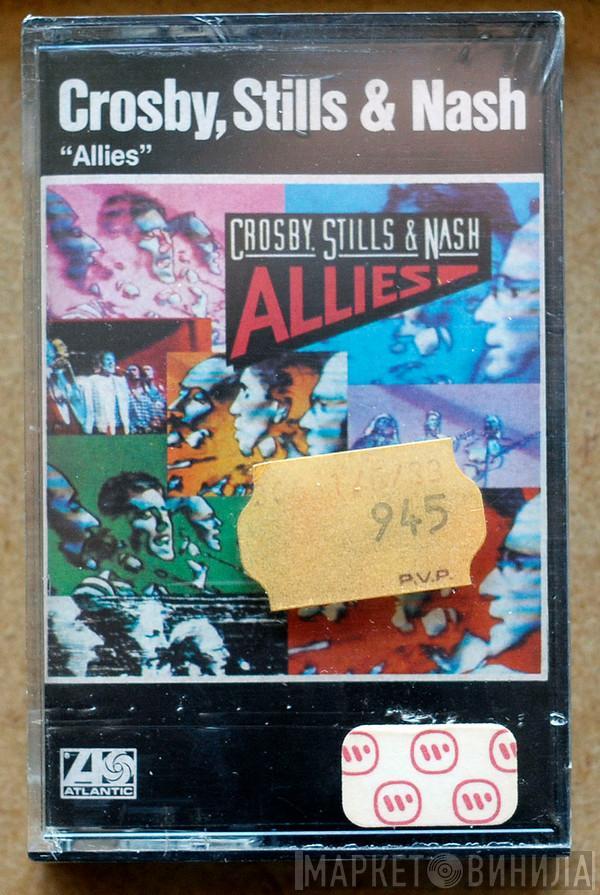 Crosby, Stills & Nash
“Allies”
CROSBY, STILLS & NASH
ALLIES
945
P.V.P.
ATLANTIC
МАРКЕТ ВИНИЛА